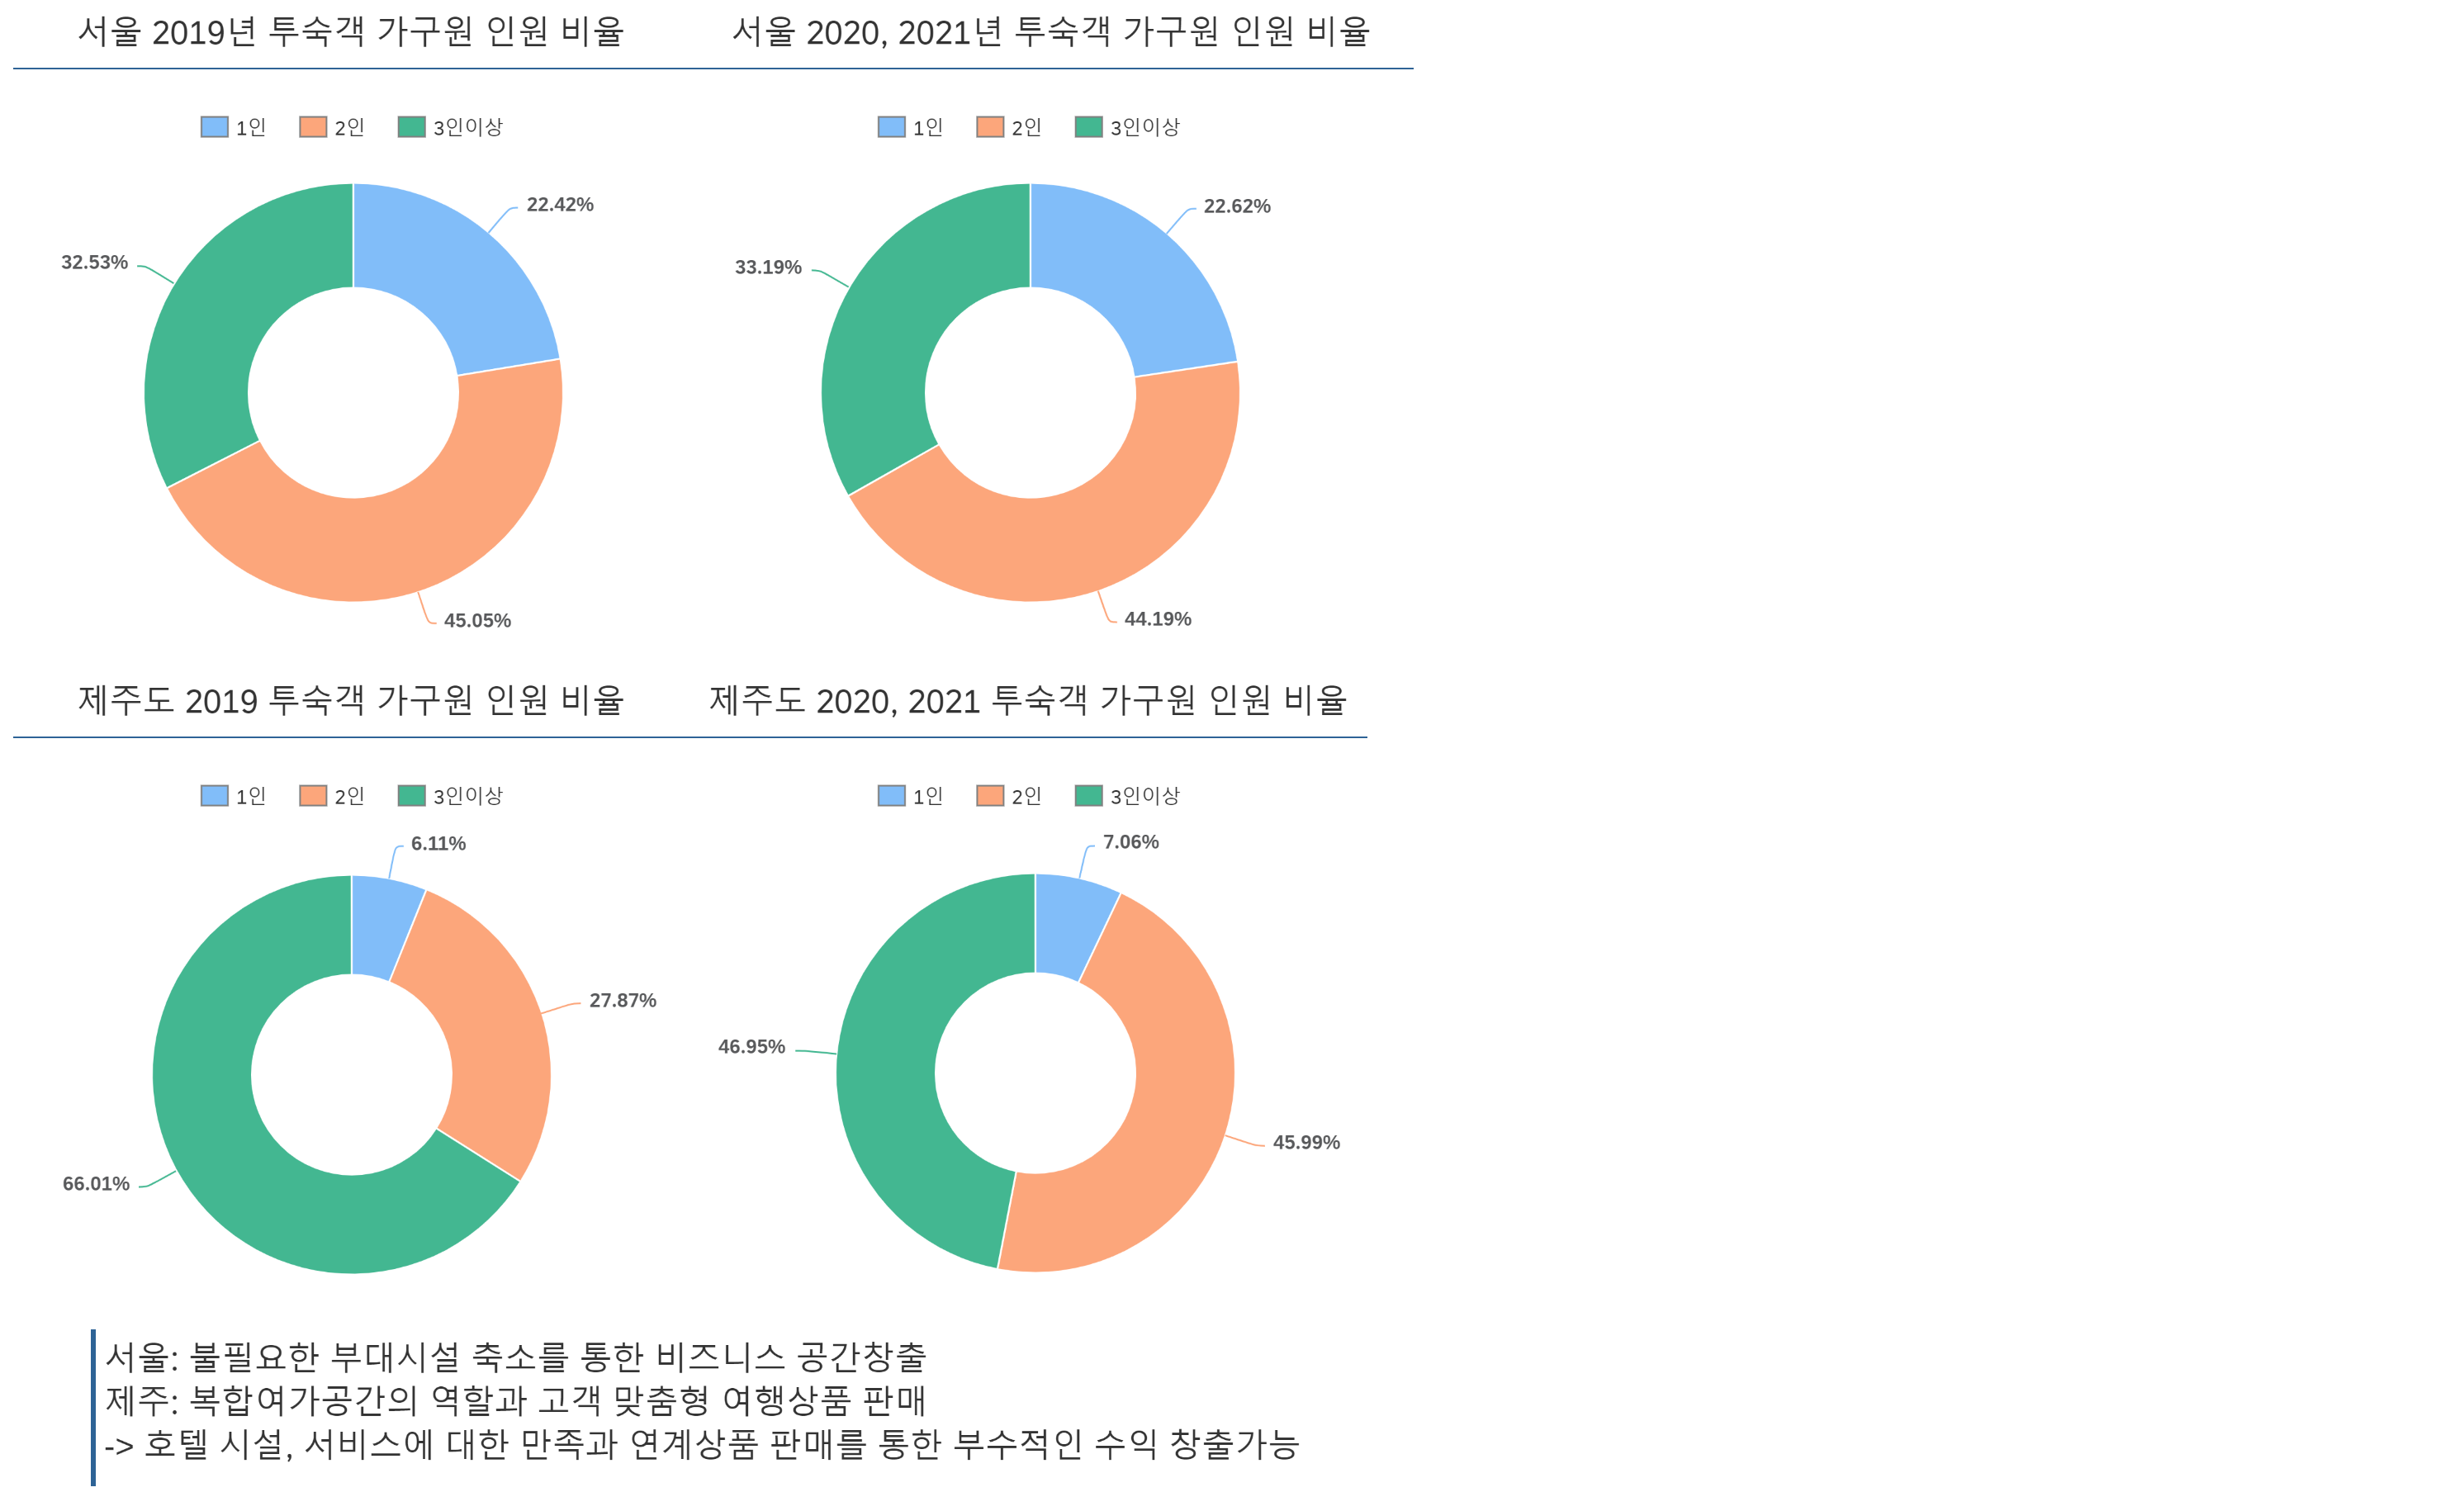 서울 2019년 투숙객 가구원 인원 비율
서울 2020, 2021년 투숙객 가구원 인원 비율
1인 2인 3인이상
1인 2인 3인이상
22.42%
32.53%
45.05%
22.62%
33.19%
44.19%
제주도 2019 투숙객 가구원 인원 비율
제주도 2020, 2021 투숙객 가구원 인원 비율
1인 2인 3인이상
1인 2인 3인이상
6.11%
27.87%
66.01%
7.06%
46.95%
45.99%
서울: 불필요한 부대시설 축소를 통한 비즈니스 공간창출
제주: 복합여가공간의 역할과 고객 맞춤형 여행상품 판매
-> 호텔 시설, 서비스에 대한 만족과 연계상품 판매를 통한 부수적인 수익 창출가능